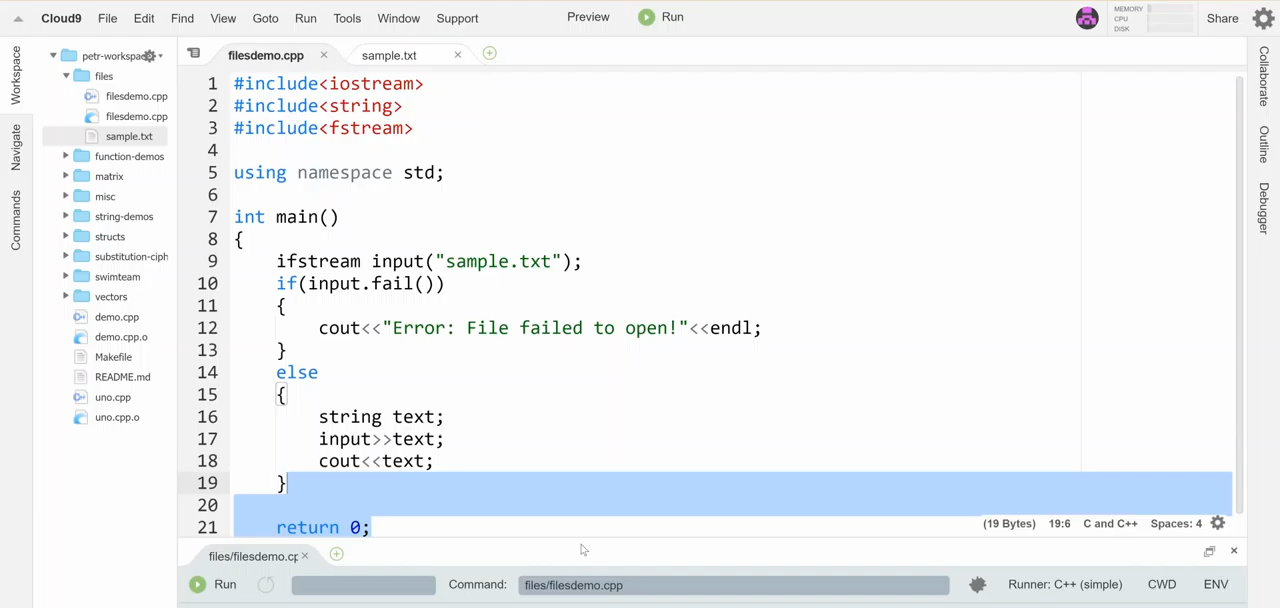 Cloud9 File Edit Find View Goto Run Tools Window Support Preview Run MEMORY CPU DISK Share
Workspace
Navigate
Commands
petr-workspac
files
filesdemo.cpp
filesdemo.cpp
sample.txt
function-demos
matrix
misc
string-demos
structs
substitution-ciph
swimteam
vectors
demo.cpp
demo.cpp.o
Makefile
README.md
uno.cpp
uno.cpp.o
filesdemo.cpp sample.txt
1 #include<iostream>
2 #include<string>
3 #include<fstream>
4
5 using namespace std;
6
7 int main()
8 {
9 ifstream input("sample.txt");
10 if(input.fail())
11 {
12 cout<<"Error: File failed to open!"<<endl;
13 }
14 else
15 {
16 string text;
17 input>>text;
18 cout<<text;
19 }
20
21 return 0;
(19 Bytes) 19:6 C and C++ Spaces: 4
Collaborate
Outline
Debugger
files/filesdemo.cp
Run Command: files/filesdemo.cpp Runner: C++ (simple) CWD ENV